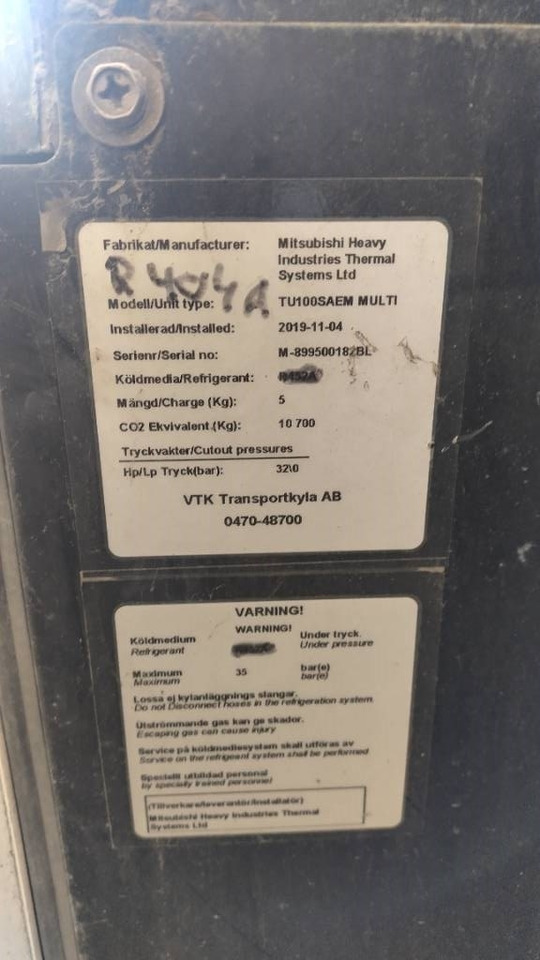 Fabrikat/Manufacturer: Mitsubishi Heavy
Industries Thermal
Systems Ltd
R404A
Modell/Unit type: TU100SAEM MULTI
Installerad/Installed: 2019-11-04
Serienr/Serial no: M-899500182BL
Köldmedia/Refrigerant: R452A
Mängd/Charge (Kg): 5
CO2 Ekvivalent.(Kg): 10 700
Tryckvakter/Cutout pressures
Hp/Lp Tryck(bar): 32\0
VTK Transportkyla AB
0470-48700
VARNING!
WARNING!
Köldmedium Under tryck.
Refrigerant Under pressure
Maximum 35 bar(e)
Maximum bar(e)
Lossa ej kylanläggnings slangar.
Do not Disconnect hoses in the refrigeration system
Utströmmande gas kan ge skador.
Escaping gas can cause injury
Service på köldmediesystem skall utföras av
Service on the refrigeant system shall be performed
Speciellt utbildad personal
by specially trained personnel
(Tillverkare/leverantör/installatör)
Mitsubishi Heavy Industries Thermal
Systems Ltd